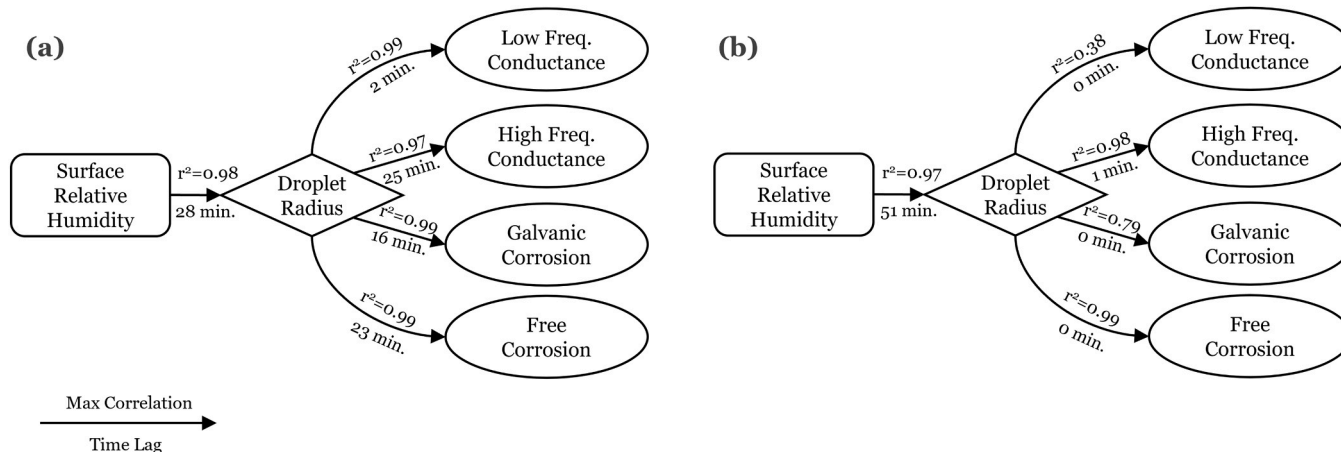 (a)
Surface
Relative
Humidity
r²=0.98
28 min.
Droplet
Radius
r²=0.99
2 min.
Low Freq.
Conductance
r²=0.97
25 min.
High Freq.
Conductance
r²=0.99
16 min.
Galvanic
Corrosion
r²=0.99
23 min.
Free
Corrosion
Max Correlation
Time Lag
(b)
Surface
Relative
Humidity
r²=0.97
51 min.
Droplet
Radius
r²=0.38
0 min.
Low Freq.
Conductance
r²=0.98
1 min.
High Freq.
Conductance
r²=0.79
0 min.
Galvanic
Corrosion
r²=0.99
0 min.
Free
Corrosion